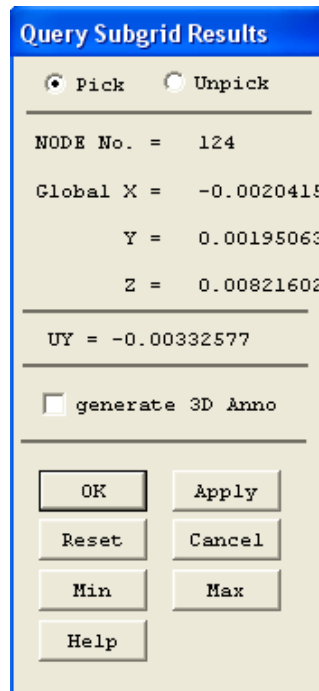 Query Subgrid Results
Pick Unpick
NODE No. = 124
Global X = -0.0020415
Y = 0.00195063
Z = 0.00821602
UY = -0.00332577
generate 3D Anno
OK Apply
Reset Cancel
Min Max
Help